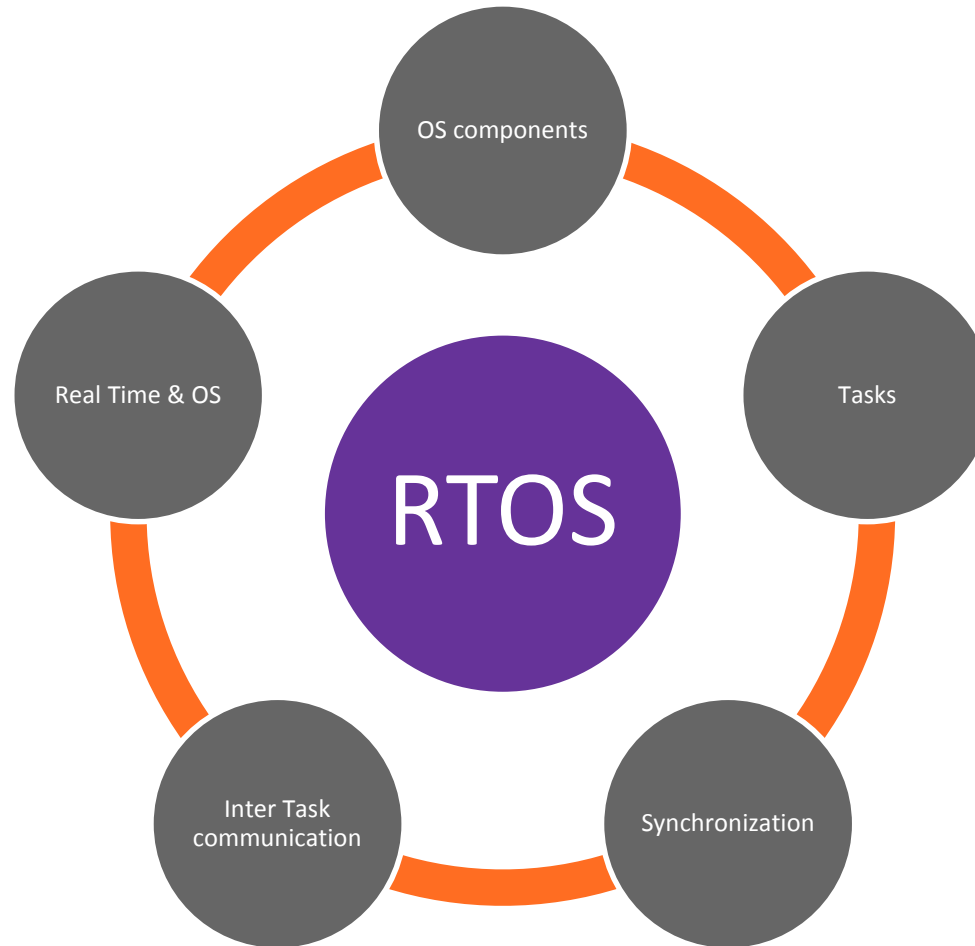 OS components
Real Time & OS
Tasks
RTOS
Inter Task
communication
Synchronization